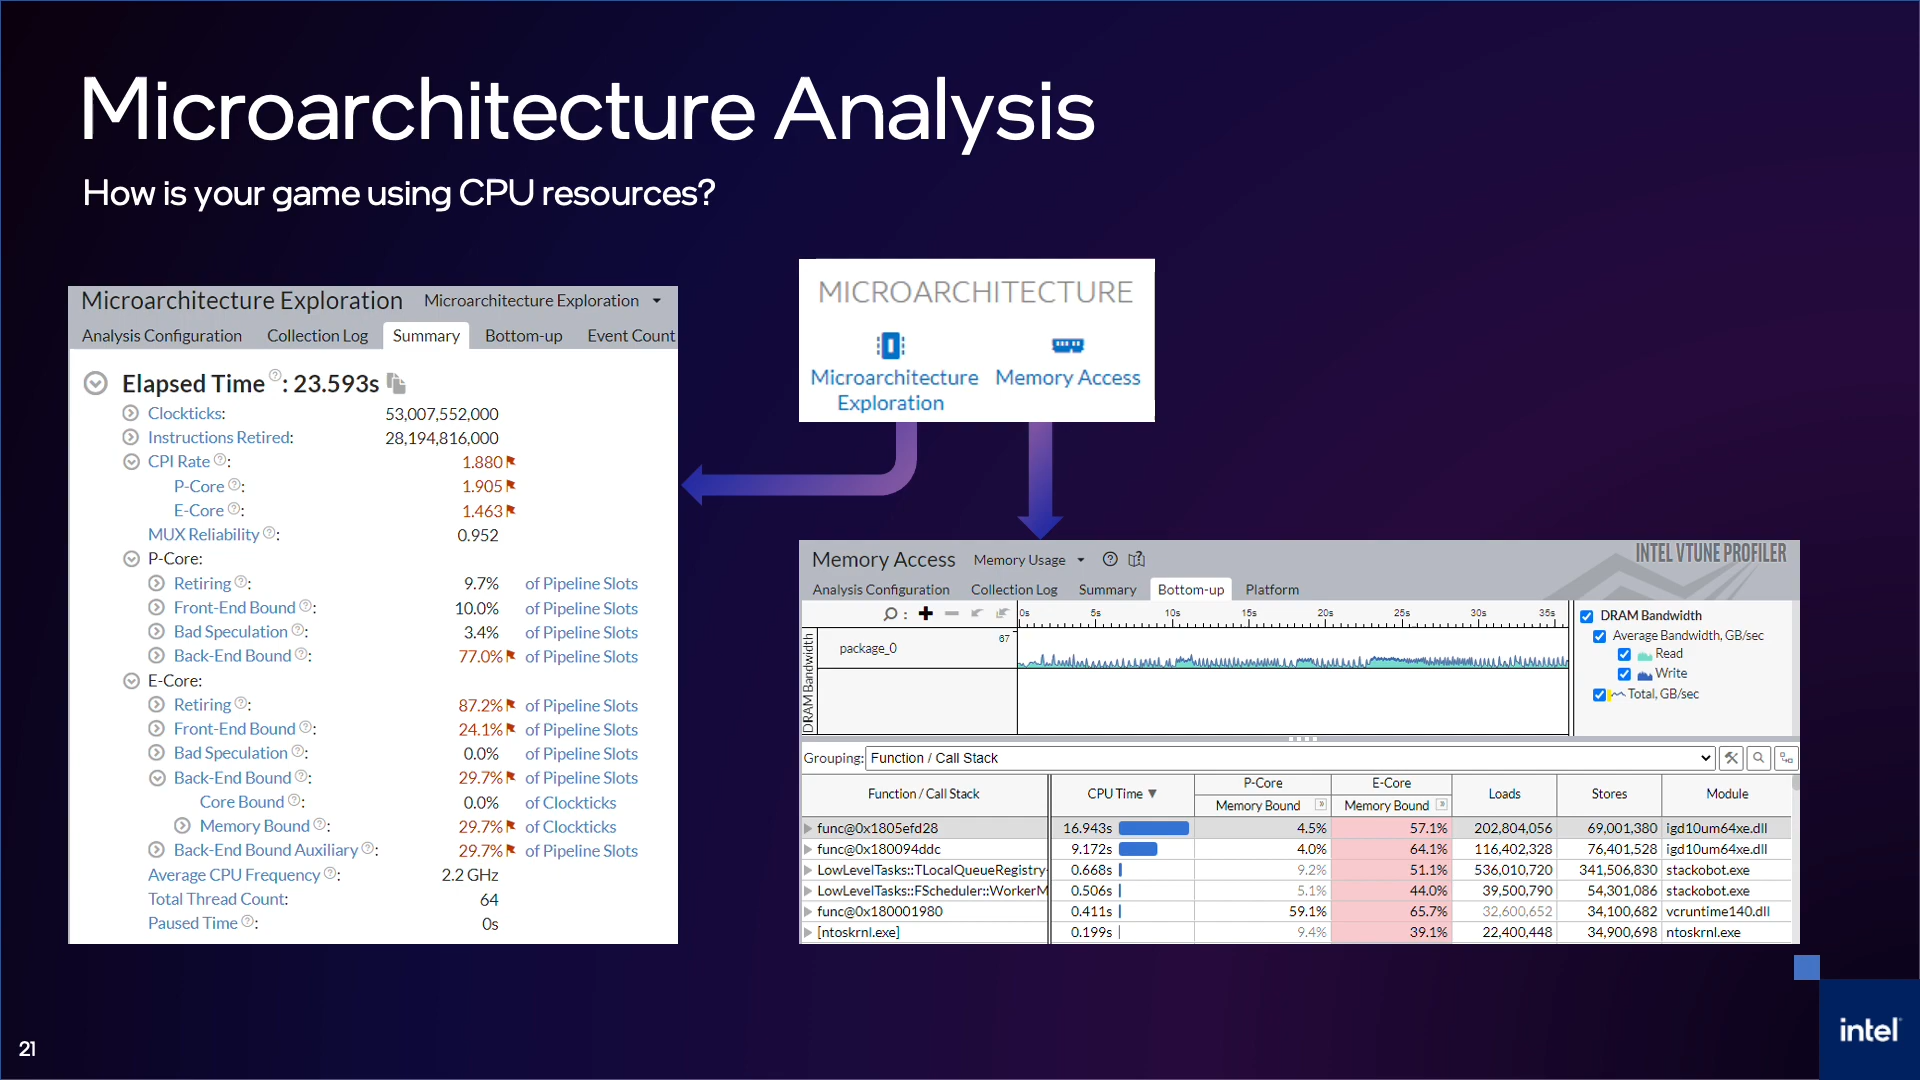 Microarchitecture Analysis
How is your game using CPU resources?
Microarchitecture Exploration Microarchitecture Exploration
Analysis Configuration Collection Log Summary Bottom-up Event Count
Elapsed Time : 23.593s
Clockticks: 53,007,552,000
Instructions Retired: 28,194,816,000
CPI Rate : 1.880
P-Core : 1.905
E-Core : 1.463
MUX Reliability : 0.952
P-Core:
Retiring : 9.7% of Pipeline Slots
Front-End Bound : 10.0% of Pipeline Slots
Bad Speculation : 3.4% of Pipeline Slots
Back-End Bound : 77.0% of Pipeline Slots
E-Core:
Retiring : 87.2% of Pipeline Slots
Front-End Bound : 24.1% of Pipeline Slots
Bad Speculation : 0.0% of Pipeline Slots
Back-End Bound : 29.7% of Pipeline Slots
Core Bound : 0.0% of Clockticks
Memory Bound : 29.7% of Clockticks
Back-End Bound Auxiliary : 29.7% of Pipeline Slots
Average CPU Frequency : 2.2 GHz
Total Thread Count: 64
Paused Time : 0s
MICROARCHITECTURE
Microarchitecture Exploration
Memory Access
Memory Access Memory Usage
INTEL VTUNE PROFILER
Analysis Configuration Collection Log Summary Bottom-up Platform
0s 5s 10s 15s 20s 25s 30s 35s
DRAM Bandwidth
package_0 67
DRAM Bandwidth
Average Bandwidth, GB/sec
Read
Write
Total, GB/sec
Grouping: Function / Call Stack
Function / Call Stack CPU Time P-Core E-Core Loads Stores Module
Memory Bound Memory Bound
func@0x1805efd28 16.943s 4.5% 57.1% 202,804,056 69,001,380 igd10um64xe.dll
func@0x180094ddc 9.172s 4.0% 64.1% 116,402,328 76,401,528 igd10um64xe.dll
LowLevelTasks::TLocalQueueRegistry 0.668s 9.2% 51.1% 536,010,720 341,506,830 stackobot.exe
LowLevelTasks::FScheduler::WorkerM 0.506s 5.1% 44.0% 39,500,790 54,301,086 stackobot.exe
func@0x180001980 0.411s 59.1% 65.7% 32,600,652 34,100,682 vcruntime140.dll
[ntoskrnl.exe] 0.199s 9.4% 39.1% 22,400,448 34,900,698 ntoskrnl.exe
21
intel